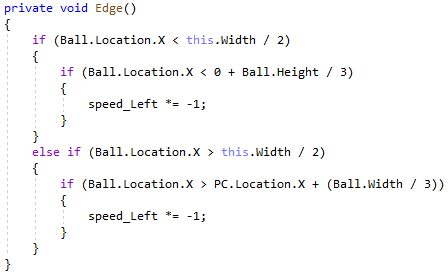 private void Edge()
{
    if (Ball.Location.X < this.Width / 2)
    {
        if (Ball.Location.X < 0 + Ball.Height / 3)
        {
            speed_Left *= -1;
        }
    }
    else if (Ball.Location.X > this.Width / 2)
    {
        if (Ball.Location.X > PC.Location.X + (Ball.Width / 3))
        {
            speed_Left *= -1;
        }
    }
}